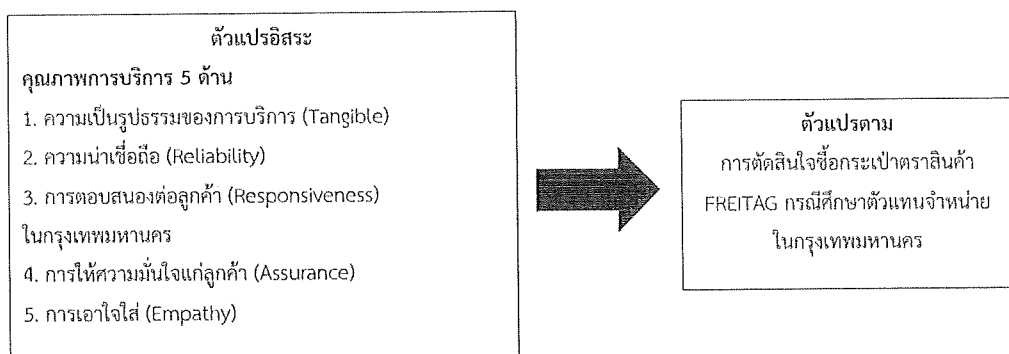 ตัวแปรอิสระ
คุณภาพการบริการ 5 ด้าน
1. ความเป็นรูปธรรมของการบริการ (Tangible)
2. ความน่าเชื่อถือ (Reliability)
3. การตอบสนองต่อลูกค้า (Responsiveness)
ในกรุงเทพมหานคร
4. การให้ความมั่นใจแก่ลูกค้า (Assurance)
5. การเอาใจใส่ (Empathy)
ตัวแปรตาม
การตัดสินใจซื้อกระเป๋าตราสินค้า
FREITAG กรณีศึกษาตัวแทนจำหน่าย
ในกรุงเทพมหานคร